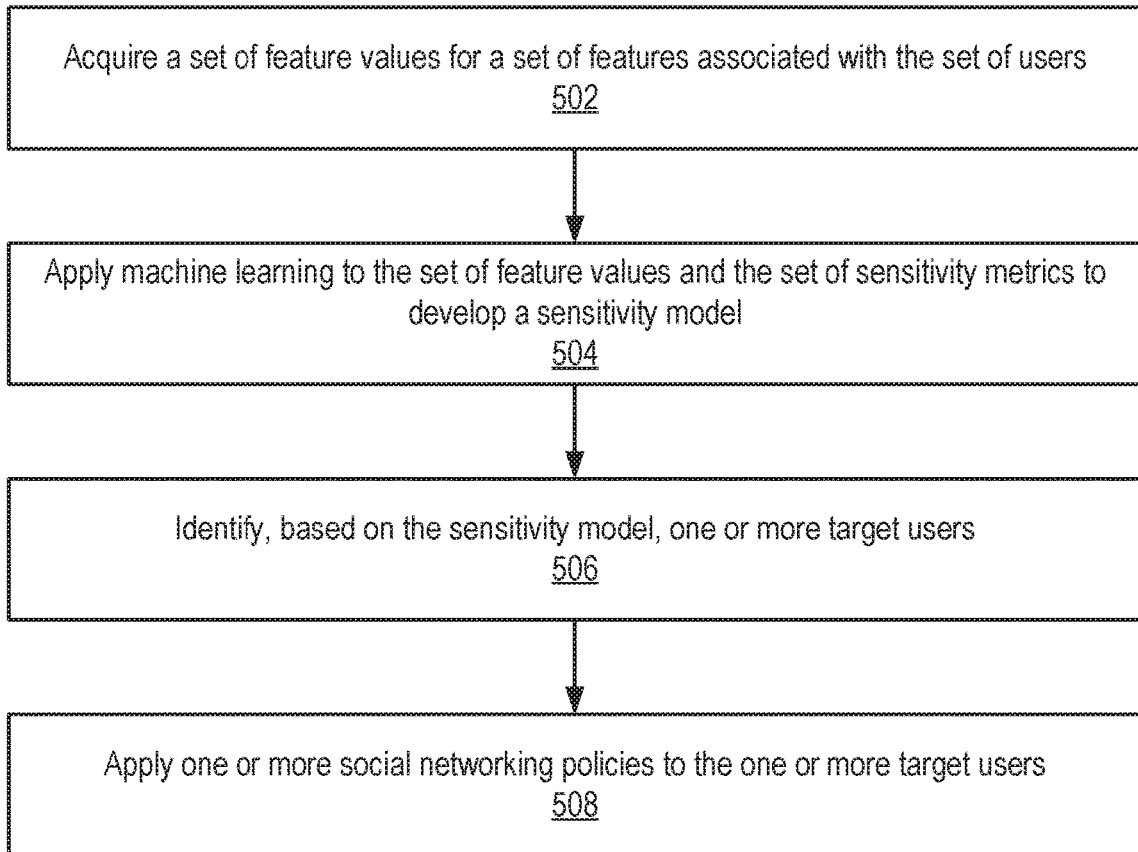 Acquire a set of feature values for a set of features associated with the set of users
502
Apply machine learning to the set of feature values and the set of sensitivity metrics to
develop a sensitivity model
504
Identify, based on the sensitivity model, one or more target users
506
Apply one or more social networking policies to the one or more target users
508